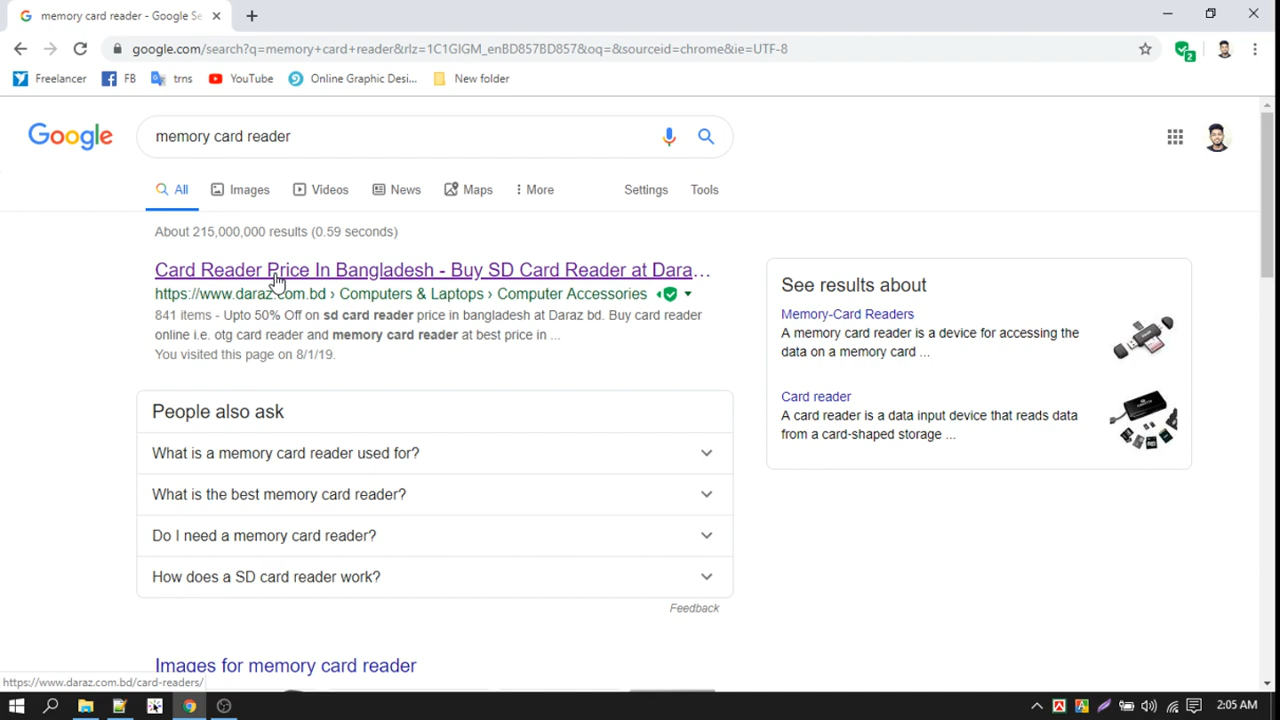 memory card reader - Google Se
google.com/search?q=memory+card+reader&rlz=1C1GIGM_enBD857BD857&oq=&sourceid=chrome&ie=UTF-8
2
Freelancer
FB
trns
YouTube
Online Graphic Desi...
New folder
Google
memory card reader
All
Images
Videos
News
Maps
More
Settings
Tools
About 215,000,000 results (0.59 seconds)
Card Reader Price In Bangladesh - Buy SD Card Reader at Dara...
https://www.daraz.com.bd › Computers & Laptops › Computer Accessories
841 items - Upto 50% Off on sd card reader price in bangladesh at Daraz bd. Buy card reader
online i.e. otg card reader and memory card reader at best price in ...
You visited this page on 8/1/19.
People also ask
What is a memory card reader used for?
What is the best memory card reader?
Do I need a memory card reader?
How does a SD card reader work?
Feedback
Images for memory card reader
See results about
Memory-Card Readers
A memory card reader is a device for accessing the
data on a memory card ...
Card reader
A card reader is a data input device that reads data
from a card-shaped storage ...
https://www.daraz.com.bd/card-readers/
2:05 AM